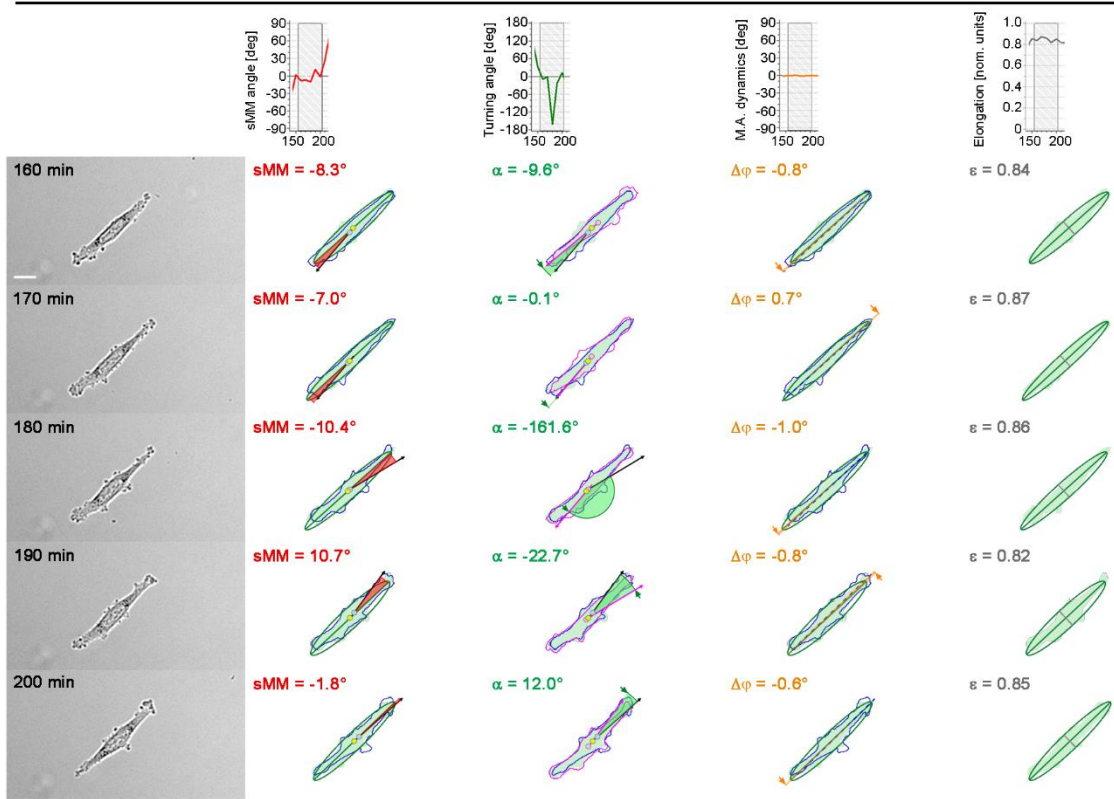 sMM angle [deg]
90
60
30
0
-30
-60
-90
150 200
Turning angle [deg]
180
120
60
0
-60
-120
-180
150 200
M.A. dynamics [deg]
90
60
30
0
-30
-60
-90
150 200
Elongation [nom. units]
1.0
0.8
0.6
0.4
0.2
0
150 200
160 min
sMM = -8.3°
α = -9.6°
Δφ = -0.8°
ε = 0.84
170 min
sMM = -7.0°
α = -0.1°
Δφ = 0.7°
ε = 0.87
180 min
sMM = -10.4°
α = -161.6°
Δφ = -1.0°
ε = 0.86
190 min
sMM = 10.7°
α = -22.7°
Δφ = -0.8°
ε = 0.82
200 min
sMM = -1.8°
α = 12.0°
Δφ = -0.6°
ε = 0.85